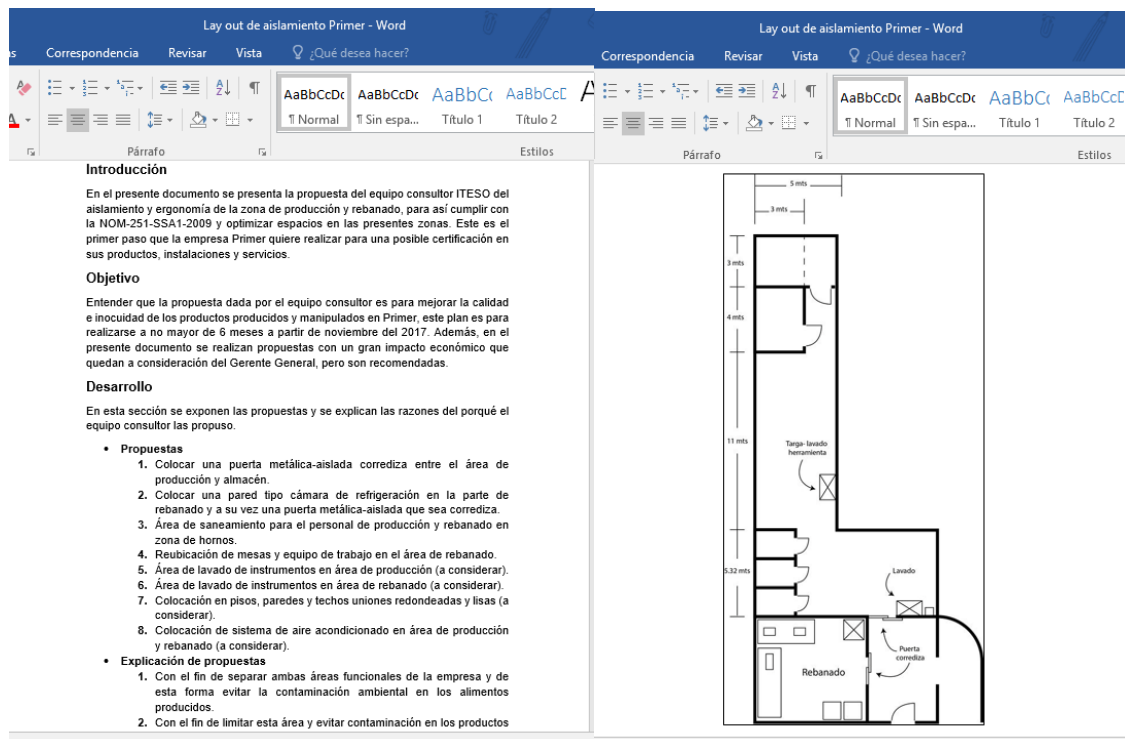 Lay out de aislamiento Primer - Word
Correspondencia Revisar Vista ¿Qué desea hacer?
AaBbCcDc AaBbCcDc AaBbCc AaBbCcE
¶ Normal ¶ Sin espa... Título 1 Título 2
Párrafo Estilos
Introducción
En el presente documento se presenta la propuesta del equipo consultor ITESO del
aislamiento y ergonomía de la zona de producción y rebanado, para así cumplir con
la NOM-251-SSA1-2009 y optimizar espacios en las presentes zonas. Este es el
primer paso que la empresa Primer quiere realizar para una posible certificación en
sus productos, instalaciones y servicios.
Objetivo
Entender que la propuesta dada por el equipo consultor es para mejorar la calidad
e inocuidad de los productos producidos y manipulados en Primer, este plan es para
realizarse a no mayor de 6 meses a partir de noviembre del 2017. Además, en el
presente documento se realizan propuestas con un gran impacto económico que
quedan a consideración del Gerente General, pero son recomendadas.
Desarrollo
En esta sección se exponen las propuestas y se explican las razones del porqué el
equipo consultor las propuso.
• Propuestas
1. Colocar una puerta metálica-aislada corrediza entre el área de
producción y almacén.
2. Colocar una pared tipo cámara de refrigeración en la parte de
rebanado y a su vez una puerta metálica-aislada que sea corrediza.
3. Área de saneamiento para el personal de producción y rebanado en
zona de hornos.
4. Reubicación de mesas y equipo de trabajo en el área de rebanado.
5. Área de lavado de instrumentos en área de producción (a considerar).
6. Área de lavado de instrumentos en área de rebanado (a considerar).
7. Colocación en pisos, paredes y techos uniones redondeadas y lisas (a
considerar).
8. Colocación de sistema de aire acondicionado en área de producción
y rebanado (a considerar).
• Explicación de propuestas
1. Con el fin de separar ambas áreas funcionales de la empresa y de
esta forma evitar la contaminación ambiental en los alimentos
producidos.
2. Con el fin de limitar esta área y evitar contaminación en los productos
Lay out de aislamiento Primer - Word
Correspondencia Revisar Vista ¿Qué desea hacer?
AaBbCcDc AaBbCcDc AaBbCc AaBbCcD
¶ Normal ¶ Sin espa... Título 1 Título 2
Párrafo Estilos
5 mts
3 mts
3 mts
4 mts
11 mts
Targa- lavado
herramienta
5.32 mts
Lavado
Puerta
corrediza
Rebanado